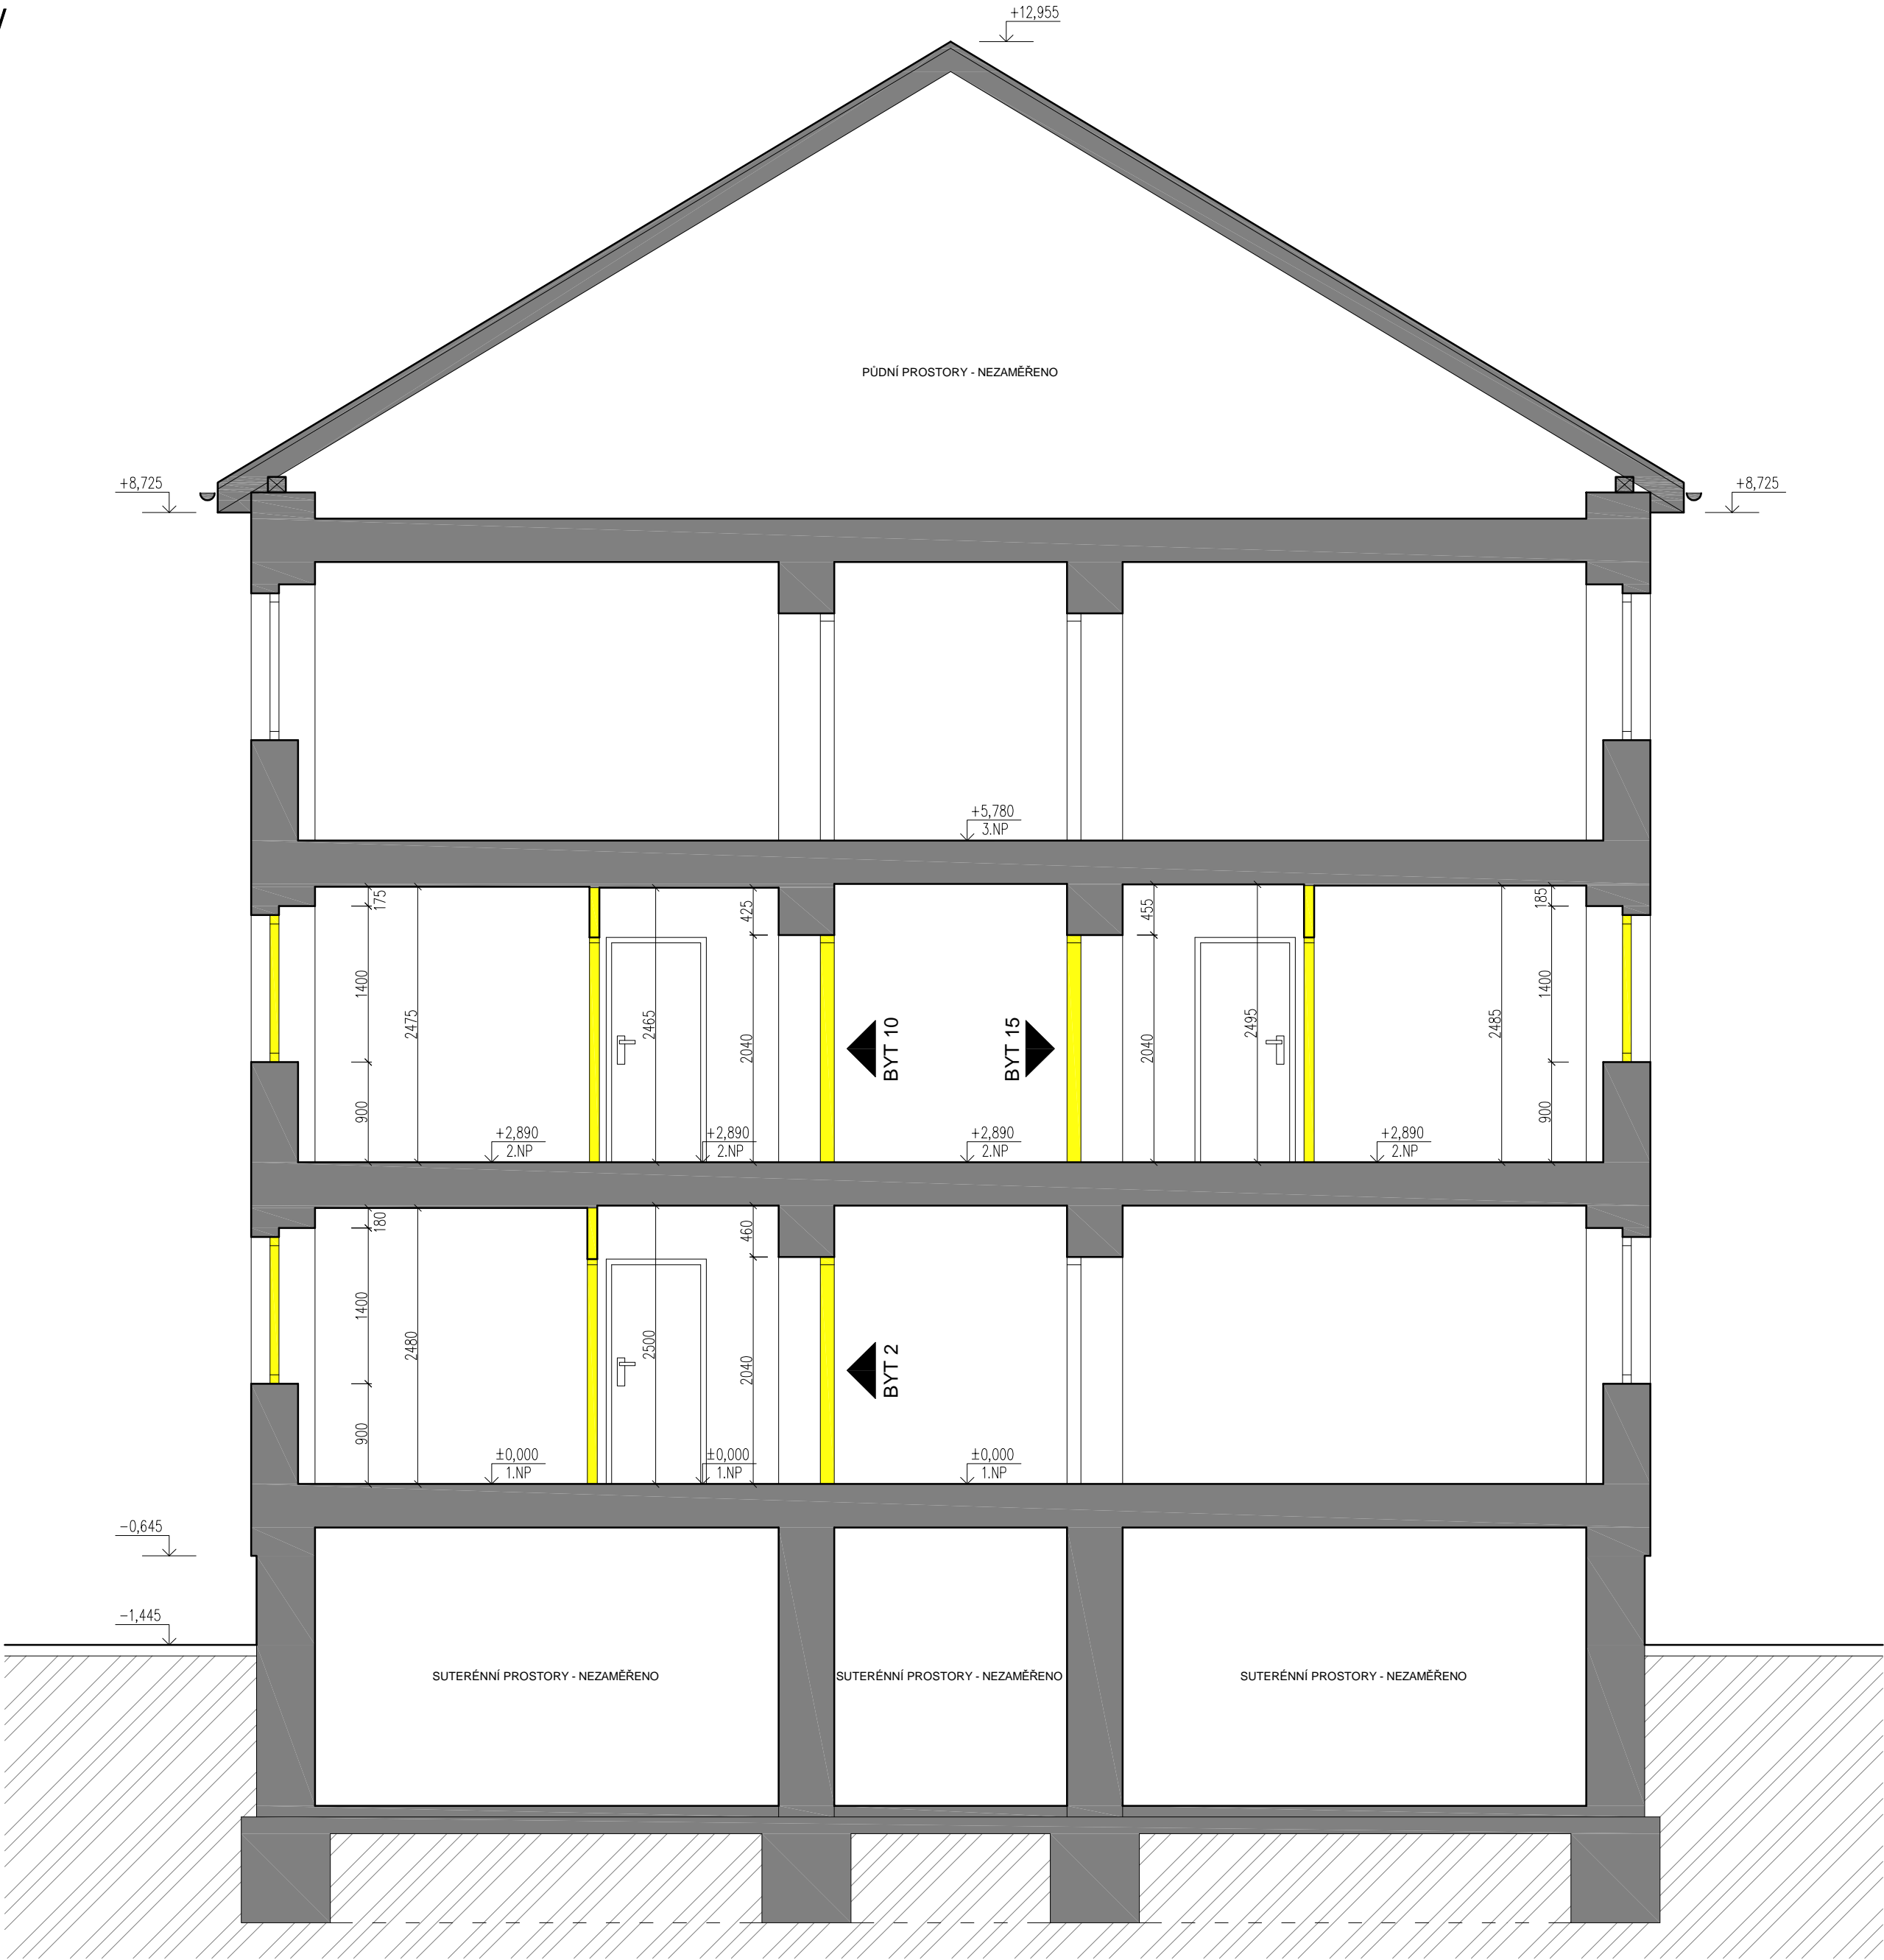 +12,955
PŮDNÍ PROSTORY - NEZAMĚŘENO
+8,725
+8,725
+5,780
3.NP
175
1400
900
2475
2465
425
2040
BYT 10
BYT 15
455
2040
2495
2485
185
1400
900
+2,890
2.NP
+2,890
2.NP
+2,890
2.NP
+2,890
2.NP
180
1400
900
2480
2500
460
2040
BYT 2
±0,000
1.NP
±0,000
1.NP
±0,000
1.NP
-0,645
-1,445
SUTERÉNNÍ PROSTORY - NEZAMĚŘENO
SUTERÉNNÍ PROSTORY - NEZAMĚŘENO
SUTERÉNNÍ PROSTORY - NEZAMĚŘENO